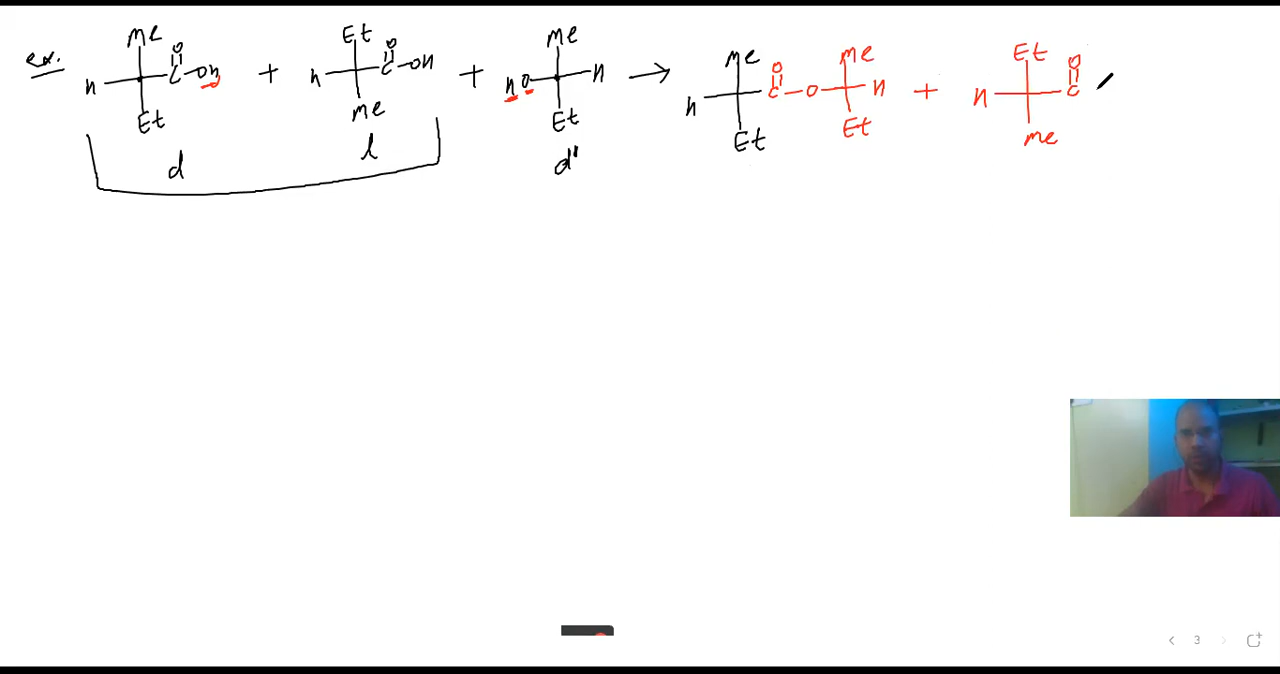 ex.
Me Et Me Me Me Et
O O O O
H C OH + H C OH + HO H → H C O H + H C
Et Me Et Et Et Me
d l d'
3